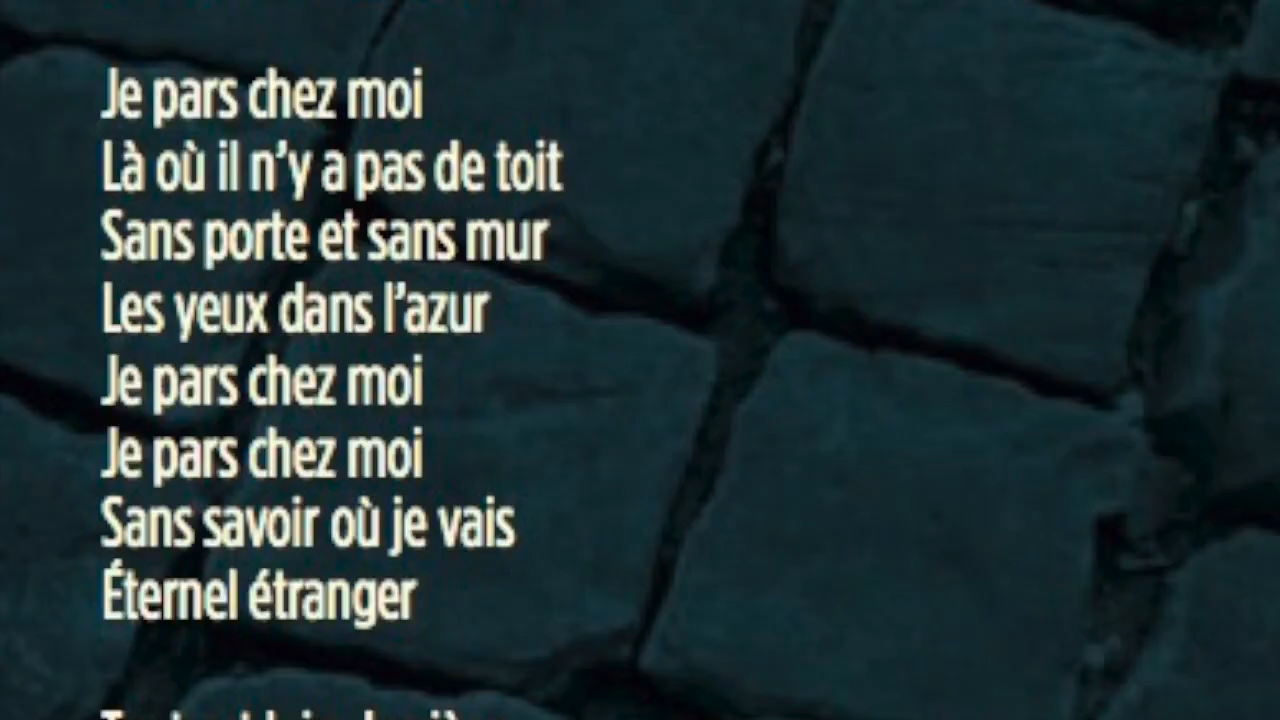 Je pars chez moi
Là où il n’y a pas de toit
Sans porte et sans mur
Les yeux dans l’azur
Je pars chez moi
Je pars chez moi
Sans savoir où je vais
Éternel étranger